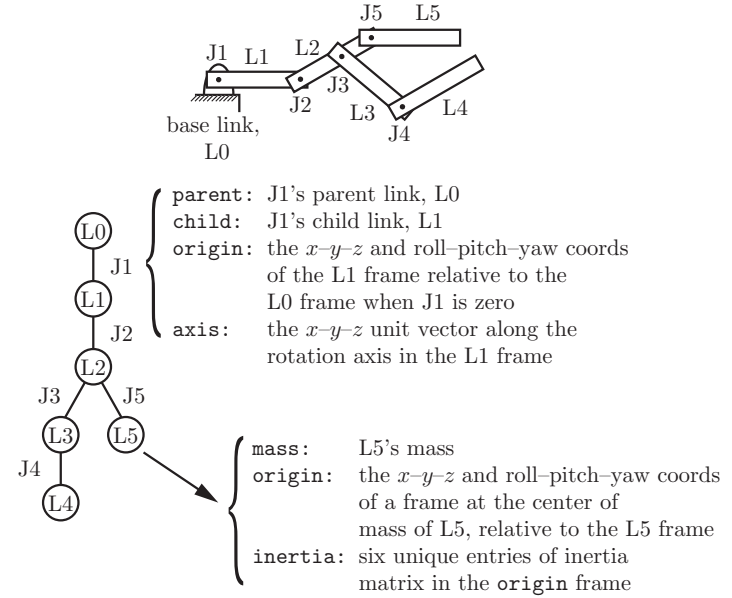 J5 L5
J1 L1 L2
J2 J3
L3 L4
J4
base link,
L0
parent: J1's parent link, L0
child: J1's child link, L1
origin: the x–y–z and roll–pitch–yaw coords
of the L1 frame relative to the
L0 frame when J1 is zero
axis: the x–y–z unit vector along the
rotation axis in the L1 frame
L0
J1
L1
J2
L2
J3 J5
L3 L5
J4
L4
mass: L5's mass
origin: the x–y–z and roll–pitch–yaw coords
of a frame at the center of
mass of L5, relative to the L5 frame
inertia: six unique entries of inertia
matrix in the origin frame